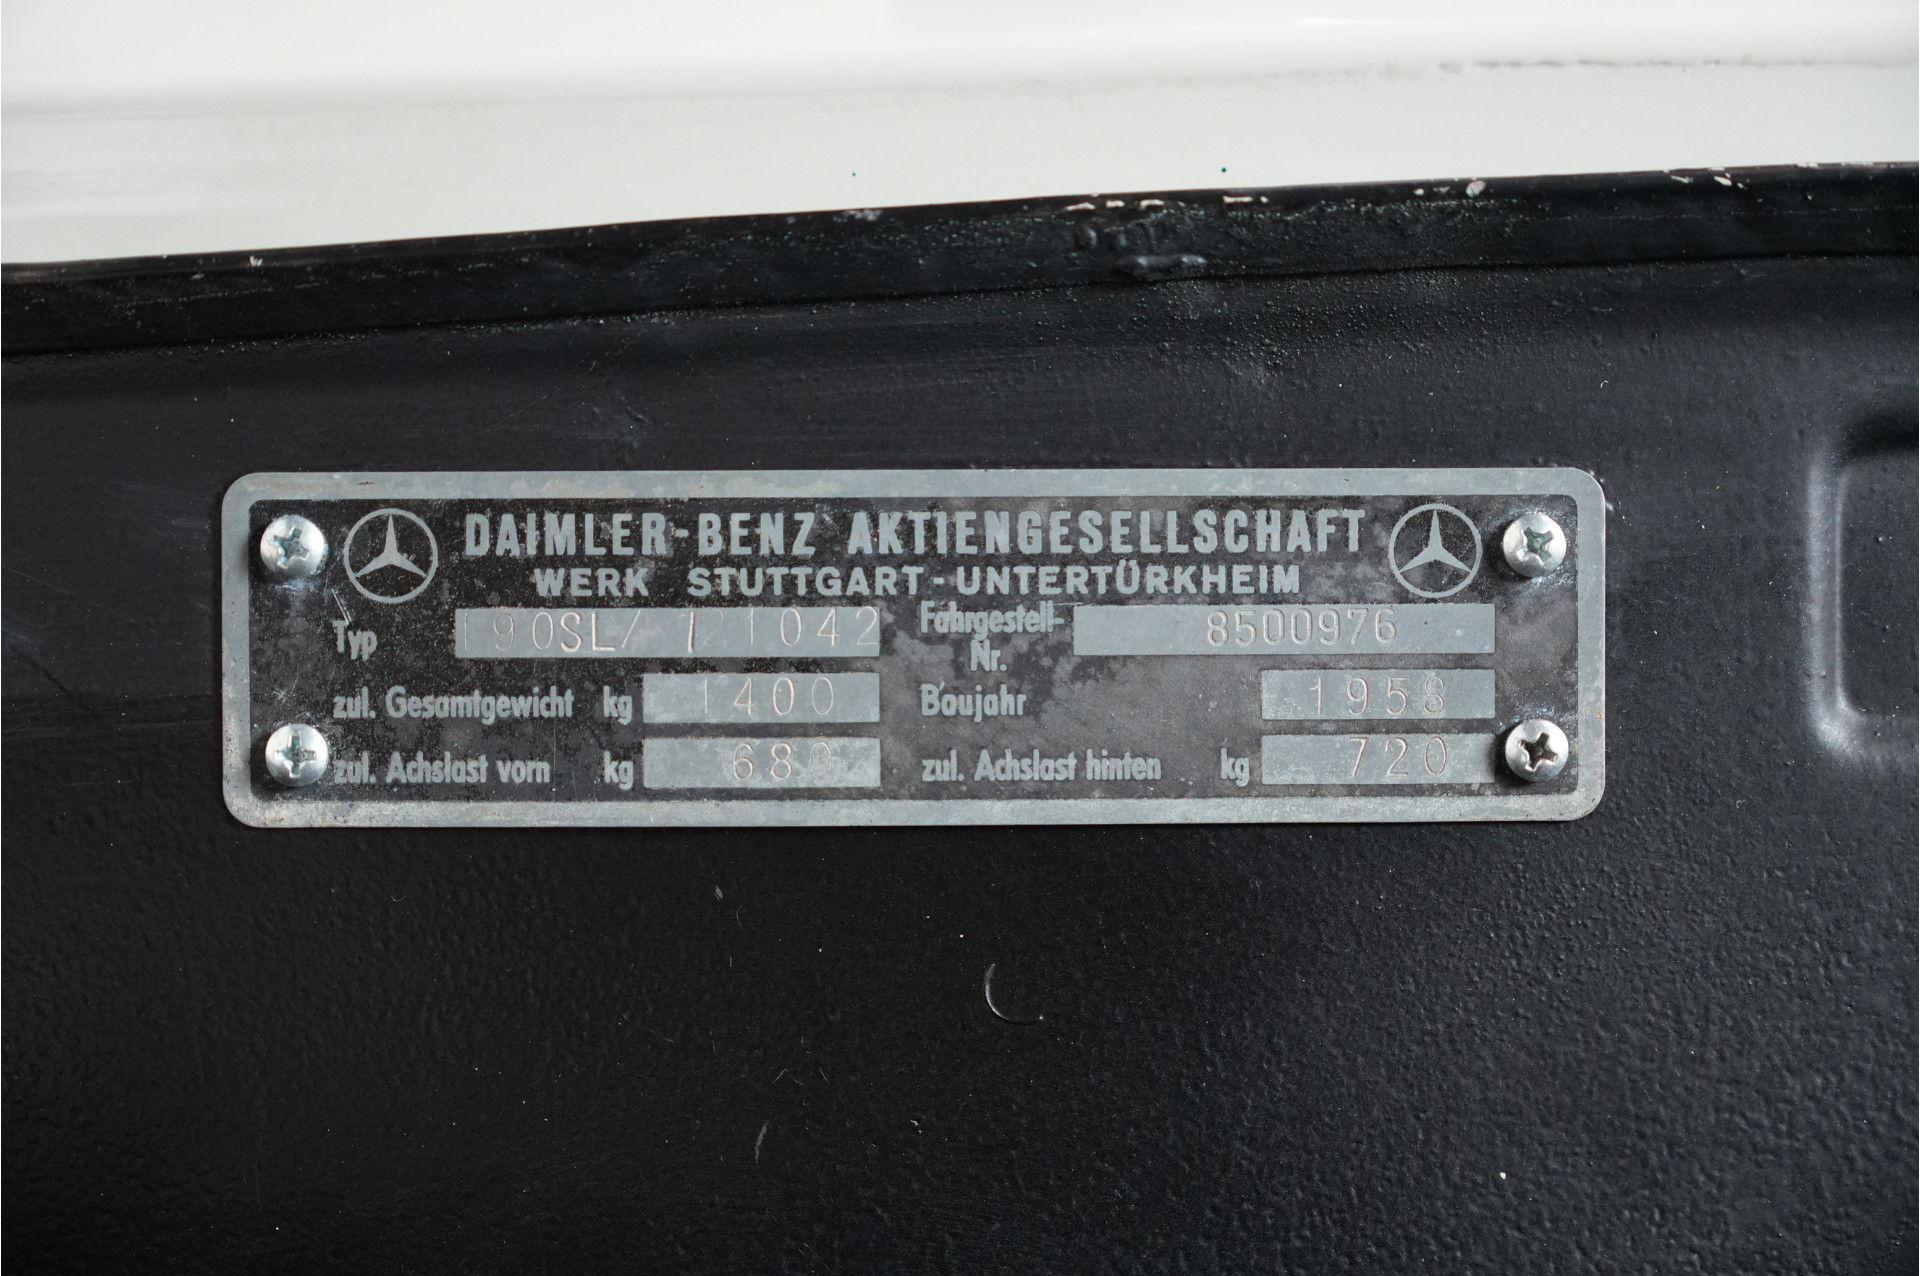 DAIMLER-BENZ AKTIENGESELLSCHAFT
WERK STUTTGART-UNTERTÜRKHEIM
Typ 190SL/ 121042 Fahrgestell-Nr. 8500976
zul. Gesamtgewicht kg 1400 Baujahr 1958
zul. Achslast vorn kg 680 zul. Achslast hinten kg 720